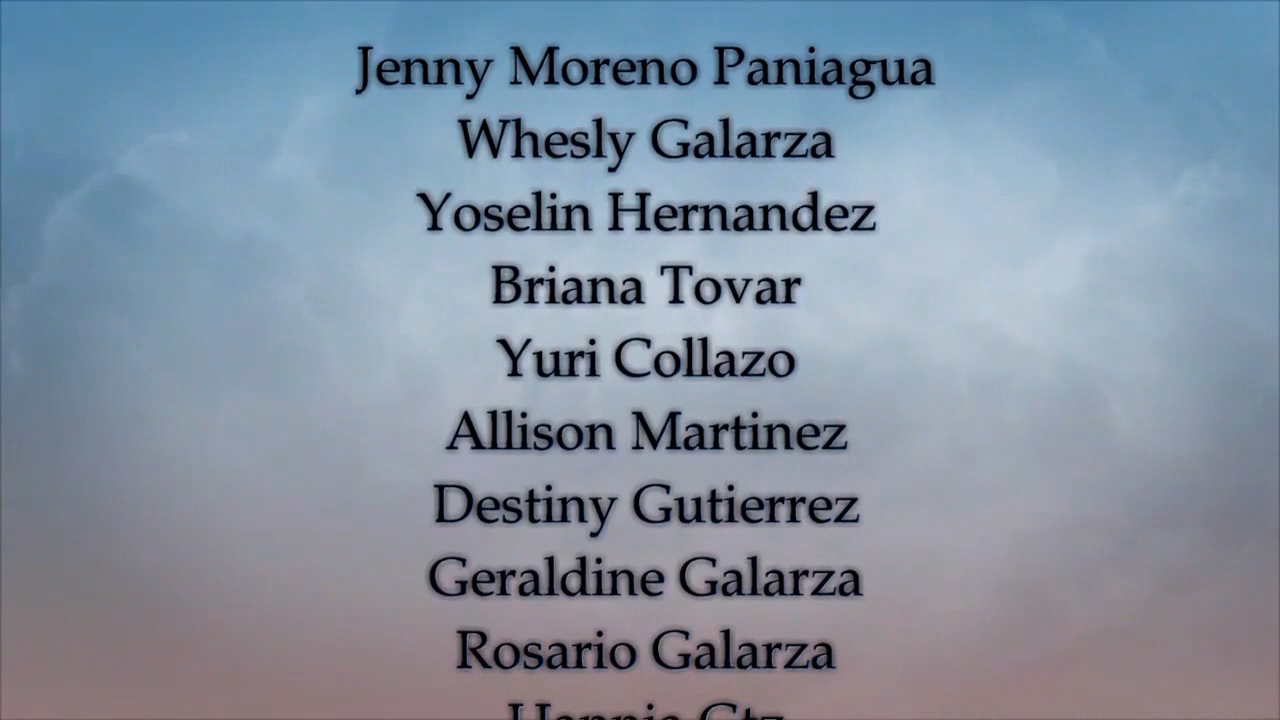 Jenny Moreno Paniagua
Whesly Galarza
Yoselin Hernandez
Briana Tovar
Yuri Collazo
Allison Martinez
Destiny Gutierrez
Geraldine Galarza
Rosario Galarza